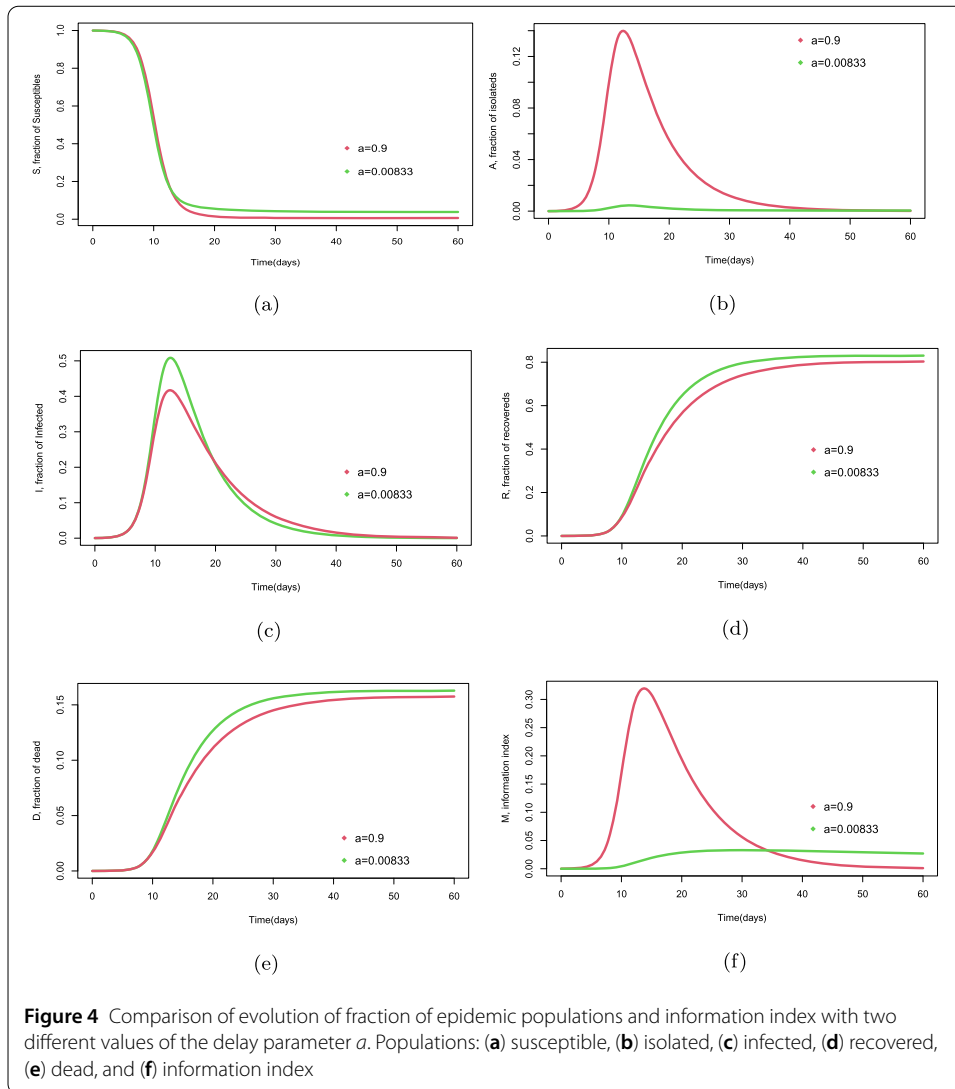 S, fraction of Susceptibles
1.0
0.8
0.6
0.4
0.2
0.0
a=0.9
a=0.00833
0 10 20 30 40 50 60
Time(days)
(a)
A, fraction of isolateds
0.12
0.08
0.04
0.00
a=0.9
a=0.00833
0 10 20 30 40 50 60
Time(days)
(b)
I, fraction of Infected
0.5
0.4
0.3
0.2
0.1
0.0
a=0.9
a=0.00833
0 10 20 30 40 50 60
Time(days)
(c)
R, fraction of recovereds
0.8
0.6
0.4
0.2
0.0
a=0.9
a=0.00833
0 10 20 30 40 50 60
Time(days)
(d)
D, fraction of dead
0.15
0.10
0.05
0.00
a=0.9
a=0.00833
0 10 20 30 40 50 60
Time(days)
(e)
M, information index
0.30
0.25
0.20
0.15
0.10
0.05
0.00
a=0.9
a=0.00833
0 10 20 30 40 50 60
Time(days)
(f)
Figure 4 Comparison of evolution of fraction of epidemic populations and information index with two
different values of the delay parameter a. Populations: (a) susceptible, (b) isolated, (c) infected, (d) recovered,
(e) dead, and (f) information index